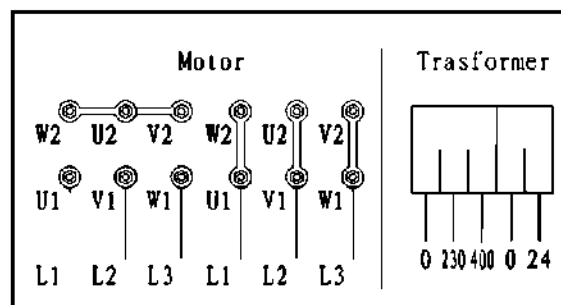 Motor
Trasformer
W2 U2 V2 W2 U2 V2
U1 V1 W1 U1 V1 W1
L1 L2 L3 L1 L2 L3
0 230 400 0 24